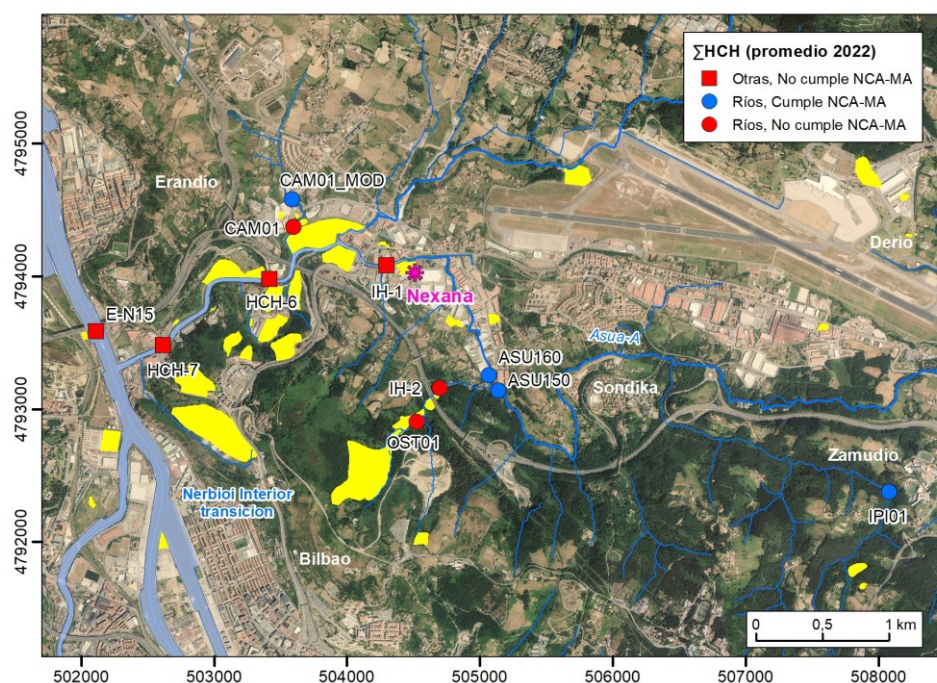 ƩHCH (promedio 2022)
Otras, No cumple NCA-MA
Ríos, Cumple NCA-MA
Ríos, No cumple NCA-MA
4795000
4794000
4793000
4792000
Erandio
CAM01_MOD
CAM01
Derio
HCH-6
IH-1
Nexana
E-N15
HCH-7
Asua-A
ASU160
ASU150
IH-2
Sondika
OST01
Zamudio
Nerbioi Interior
transicion
IPI01
Bilbao
0
0,5
1 km
502000
503000
504000
505000
506000
507000
508000